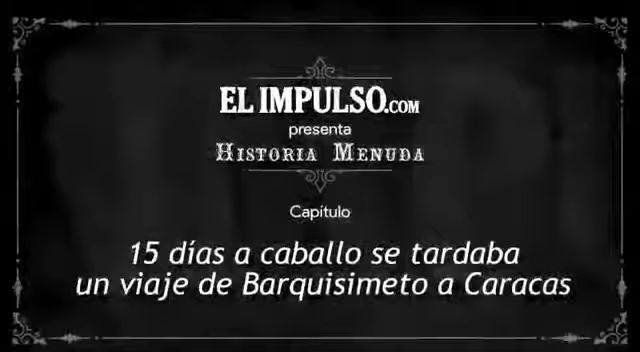 EL IMPULSO.COM
presenta
HISTORIA MENUDA
Capítulo
15 días a caballo se tardaba
un viaje de Barquisimeto a Caracas